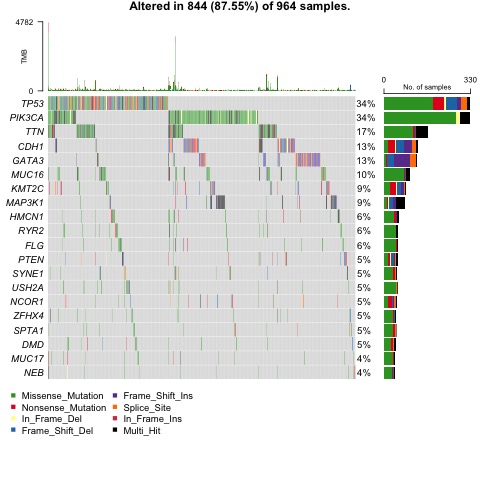 Altered in 844 (87.55%) of 964 samples.
4782
TMB
0
No. of samples
0
330
TP53 34%
PIK3CA 34%
TTN 17%
CDH1 13%
GATA3 13%
MUC16 10%
KMT2C 9%
MAP3K1 9%
HMCN1 6%
RYR2 6%
FLG 6%
PTEN 5%
SYNE1 5%
USH2A 5%
NCOR1 5%
ZFHX4 5%
SPTA1 5%
DMD 5%
MUC17 4%
NEB 4%
Missense_Mutation
Nonsense_Mutation
In_Frame_Del
Frame_Shift_Del
Frame_Shift_Ins
Splice_Site
In_Frame_Ins
Multi_Hit